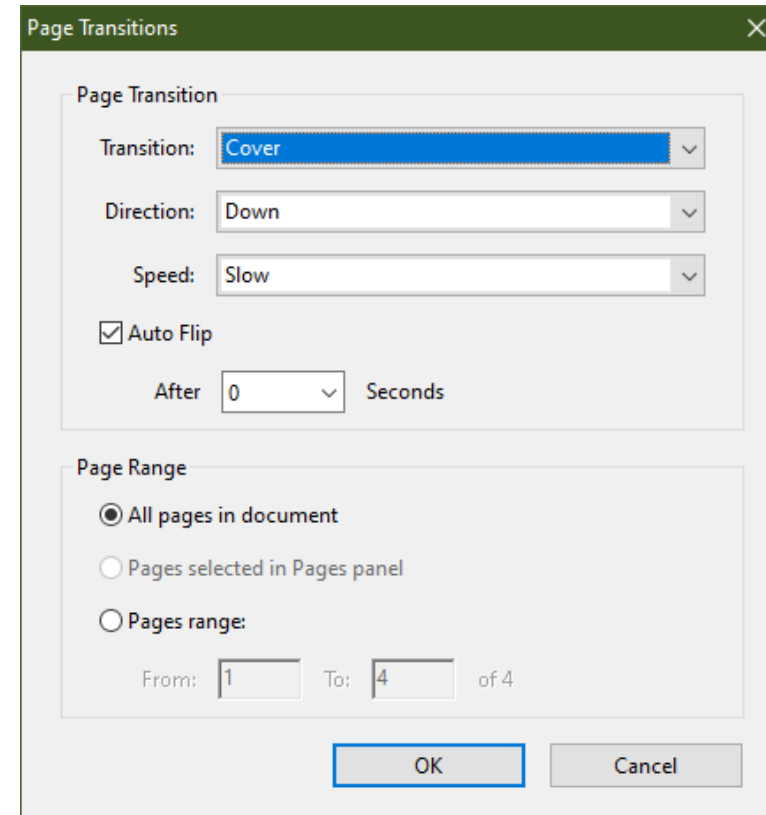 Page Transitions
Page Transition
Transition: Cover
Direction: Down
Speed: Slow
Auto Flip
After 0 Seconds
Page Range
All pages in document
Pages selected in Pages panel
Pages range:
From: 1 To: 4 of 4
OK Cancel